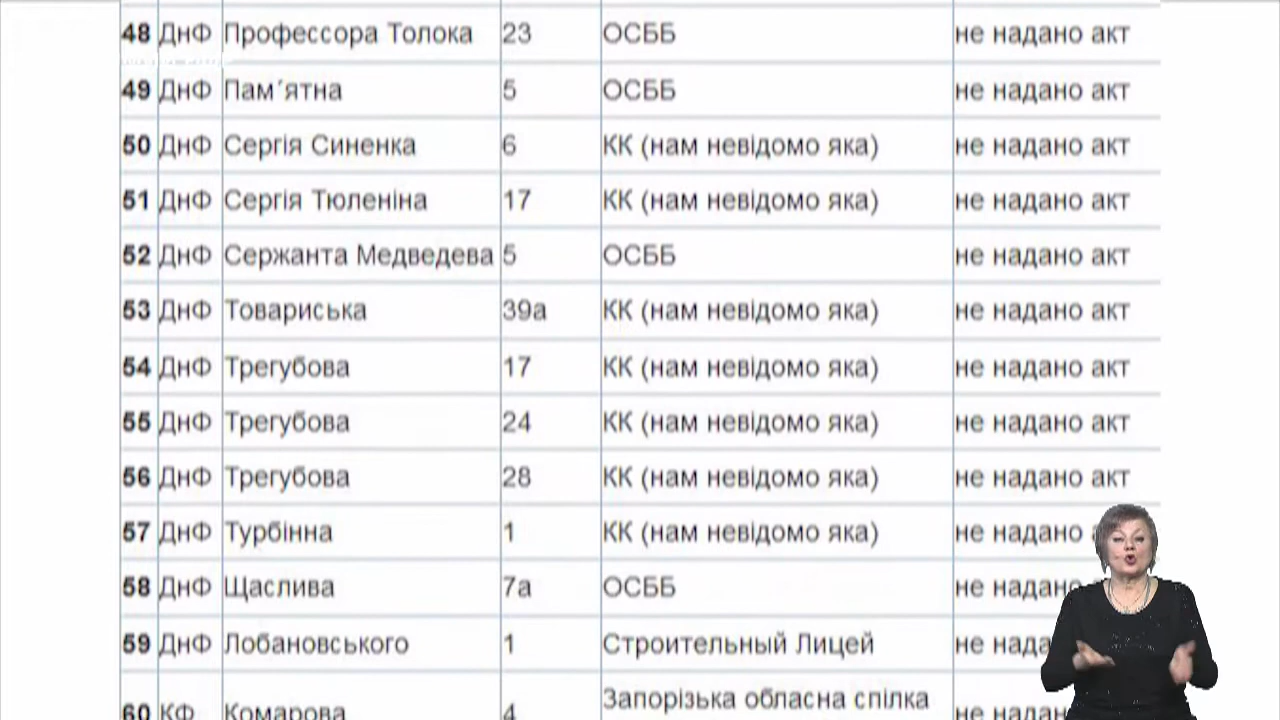 48 ДнФ Профессора Толока 23 ОСББ не надано акт
49 ДнФ Пам´ятна 5 ОСББ не надано акт
50 ДнФ Сергія Синенка 6 КК (нам невідомо яка) не надано акт
51 ДнФ Сергія Тюленіна 17 КК (нам невідомо яка) не надано акт
52 ДнФ Сержанта Медведева 5 ОСББ не надано акт
53 ДнФ Товариська 39а КК (нам невідомо яка) не надано акт
54 ДнФ Трегубова 17 КК (нам невідомо яка) не надано акт
55 ДнФ Трегубова 24 КК (нам невідомо яка) не надано акт
56 ДнФ Трегубова 28 КК (нам невідомо яка) не надано акт
57 ДнФ Турбінна 1 КК (нам невідомо яка) не надано
58 ДнФ Щаслива 7а ОСББ не надано
59 ДнФ Лобановського 1 Строительный Лицей не нада
60 КФ Комарова 4 Запорізька обласна спілка не надано